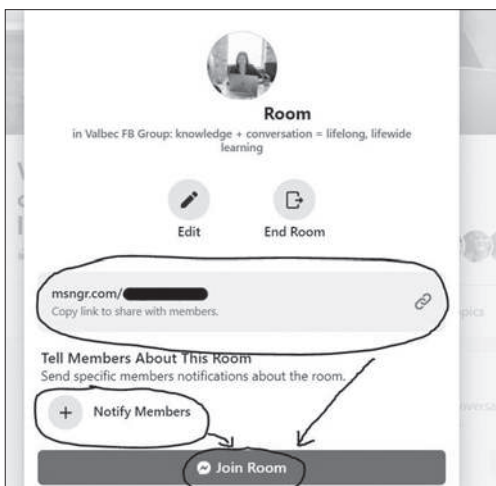 Room
in Valbec FB Group: knowledge + conversation = lifelong, lifewide
learning
Edit
End Room
msngr.com/
Copy link to share with members.
Tell Members About This Room
Send specific members notifications about the room.
+ Notify Members
Join Room